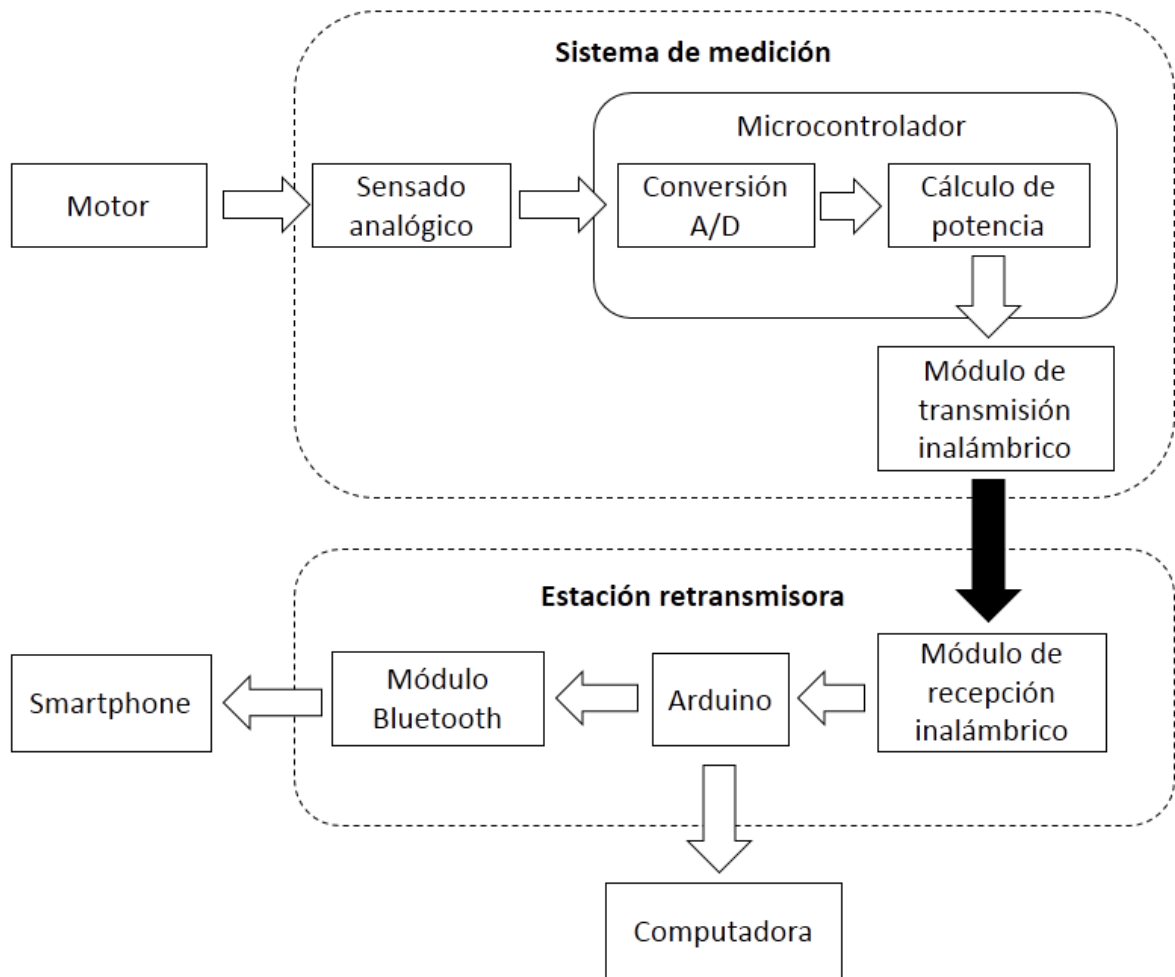 Sistema de medición
Microcontrolador
Motor
Sensado
analógico
Conversión
A/D
Cálculo de
potencia
Módulo de
transmisión
inalámbrico
Estación retransmisora
Smartphone
Módulo
Bluetooth
Arduino
Módulo de
recepción
inalámbrico
Computadora